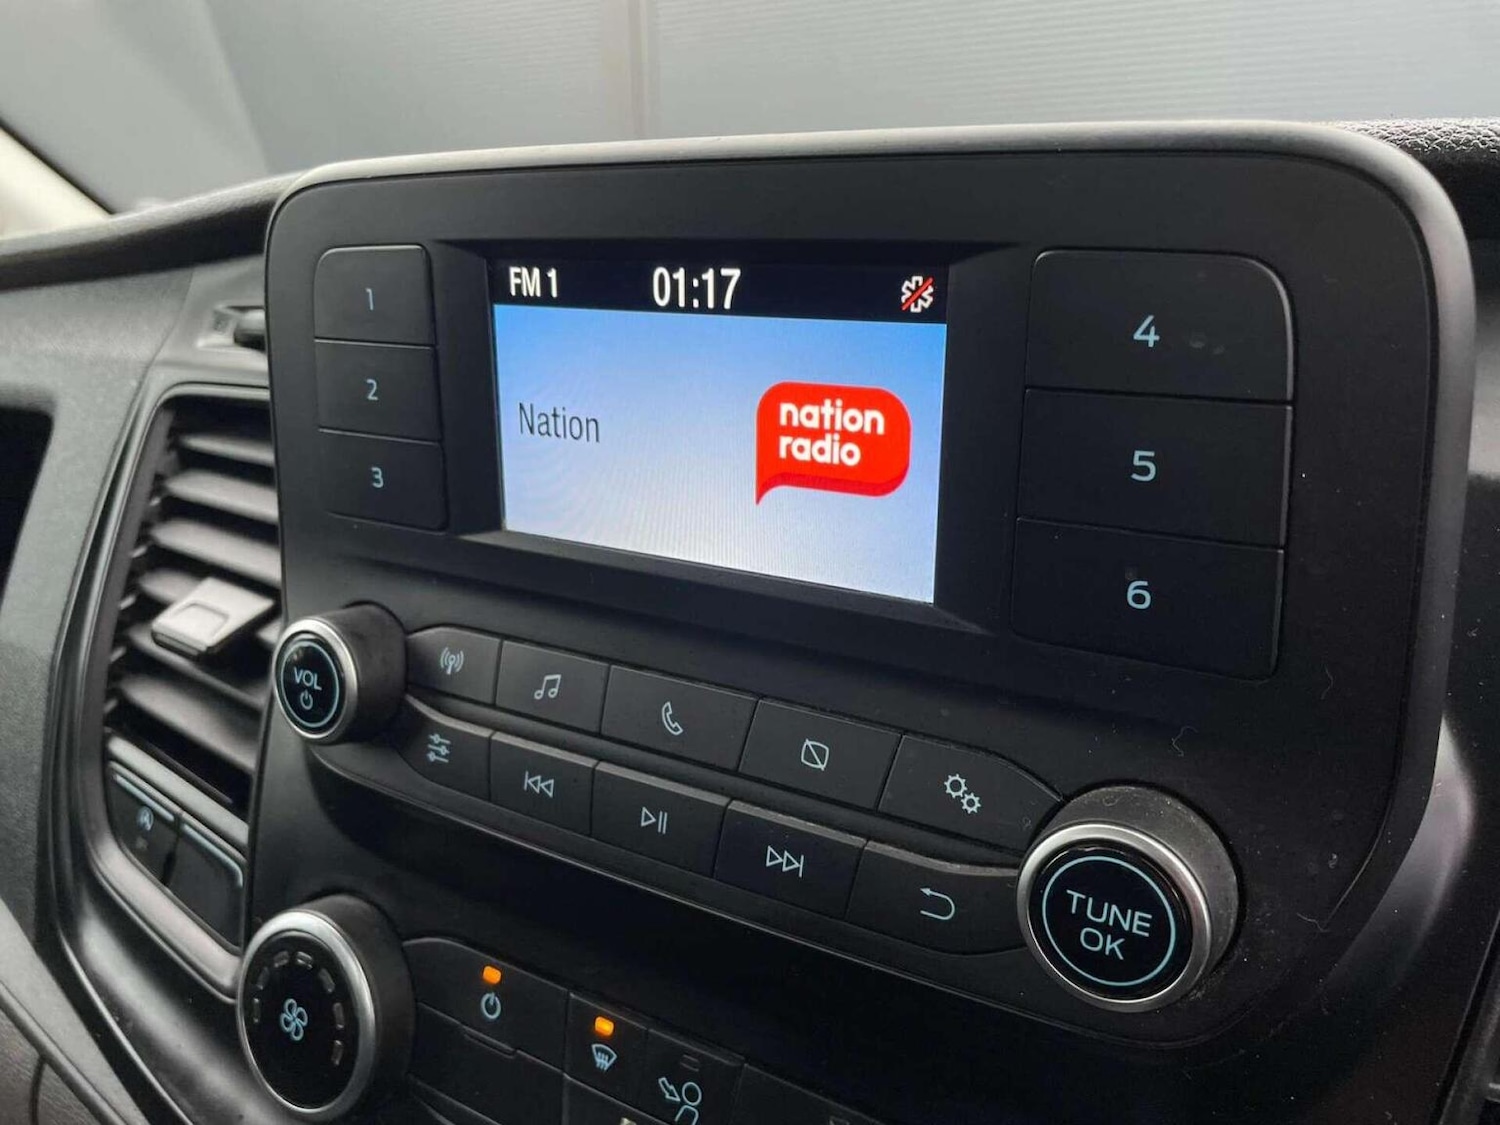 FM 1
01:17
Nation
nation
radio
1
2
3
4
5
6
VOL
TUNE
OK